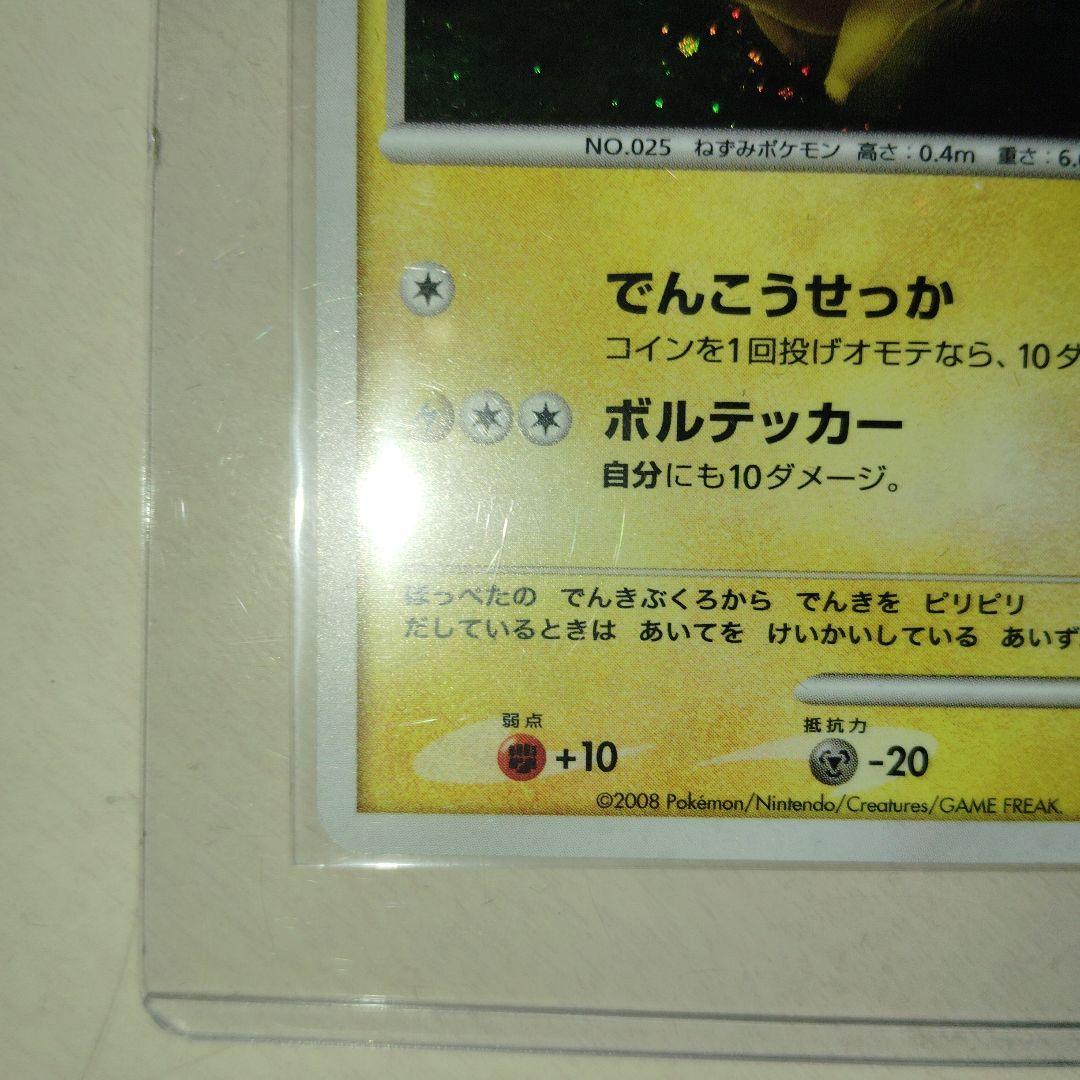 NO.025 ねずみポケモン 高さ：0.4m 重さ：6.
でんこうせっか
コインを1回投げオモテなら、10ダ
ボルテッカー
自分にも10ダメージ。
ほっぺたの でんきぶくろから でんきを ピリピリ
だしているときは あいてを けいかいしている あいず
弱点 抵抗力
+10 -20
©2008 Pokémon/Nintendo/Creatures/GAME FREAK.